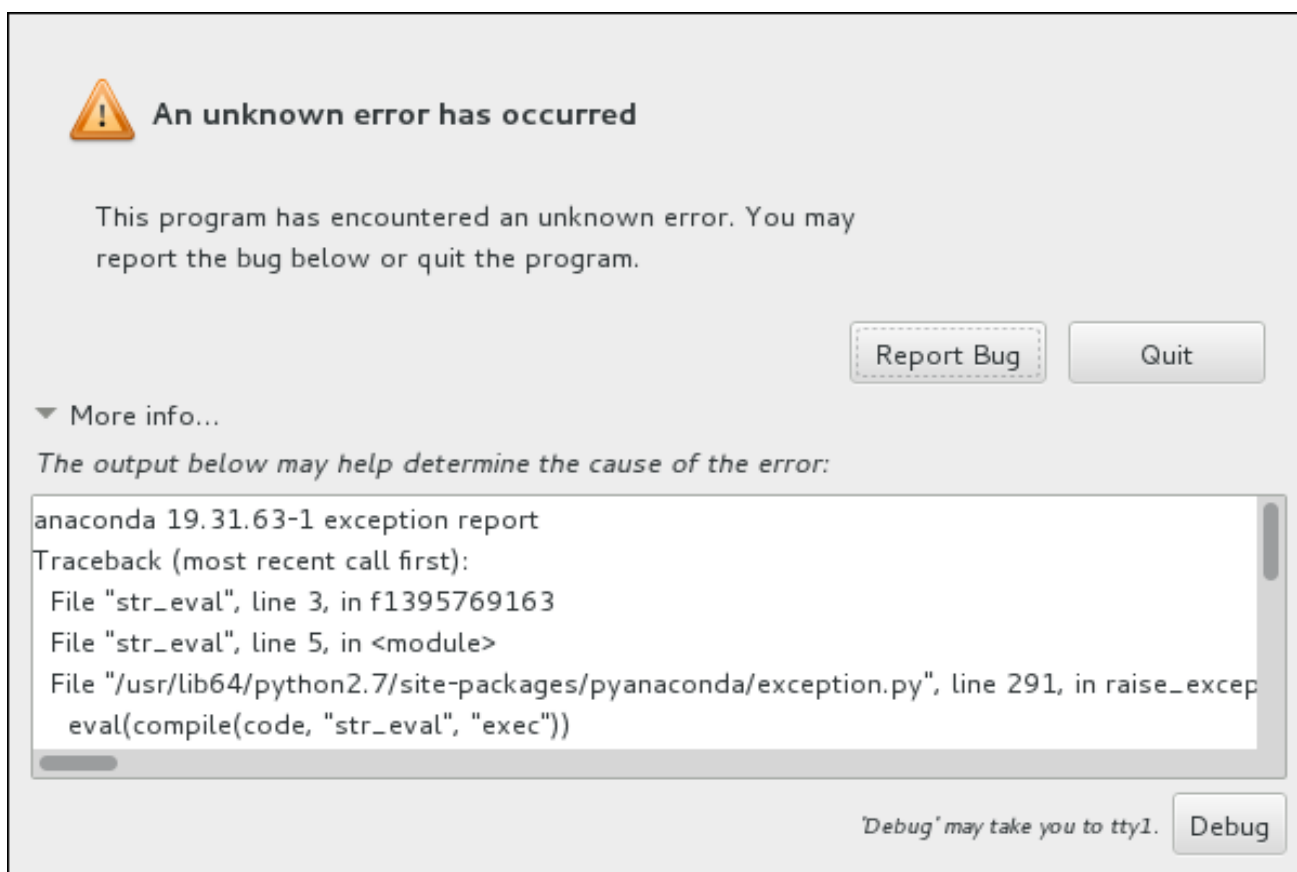 An unknown error has occurred
This program has encountered an unknown error. You may
report the bug below or quit the program.
Report Bug
Quit
More info...
The output below may help determine the cause of the error:
anaconda 19.31.63-1 exception report
Traceback (most recent call first):
File "str_eval", line 3, in f1395769163
File "str_eval", line 5, in <module>
File "/usr/lib64/python2.7/site-packages/pyanaconda/exception.py", line 291, in raise_excep
eval(compile(code, "str_eval", "exec"))
'Debug' may take you to tty1.
Debug